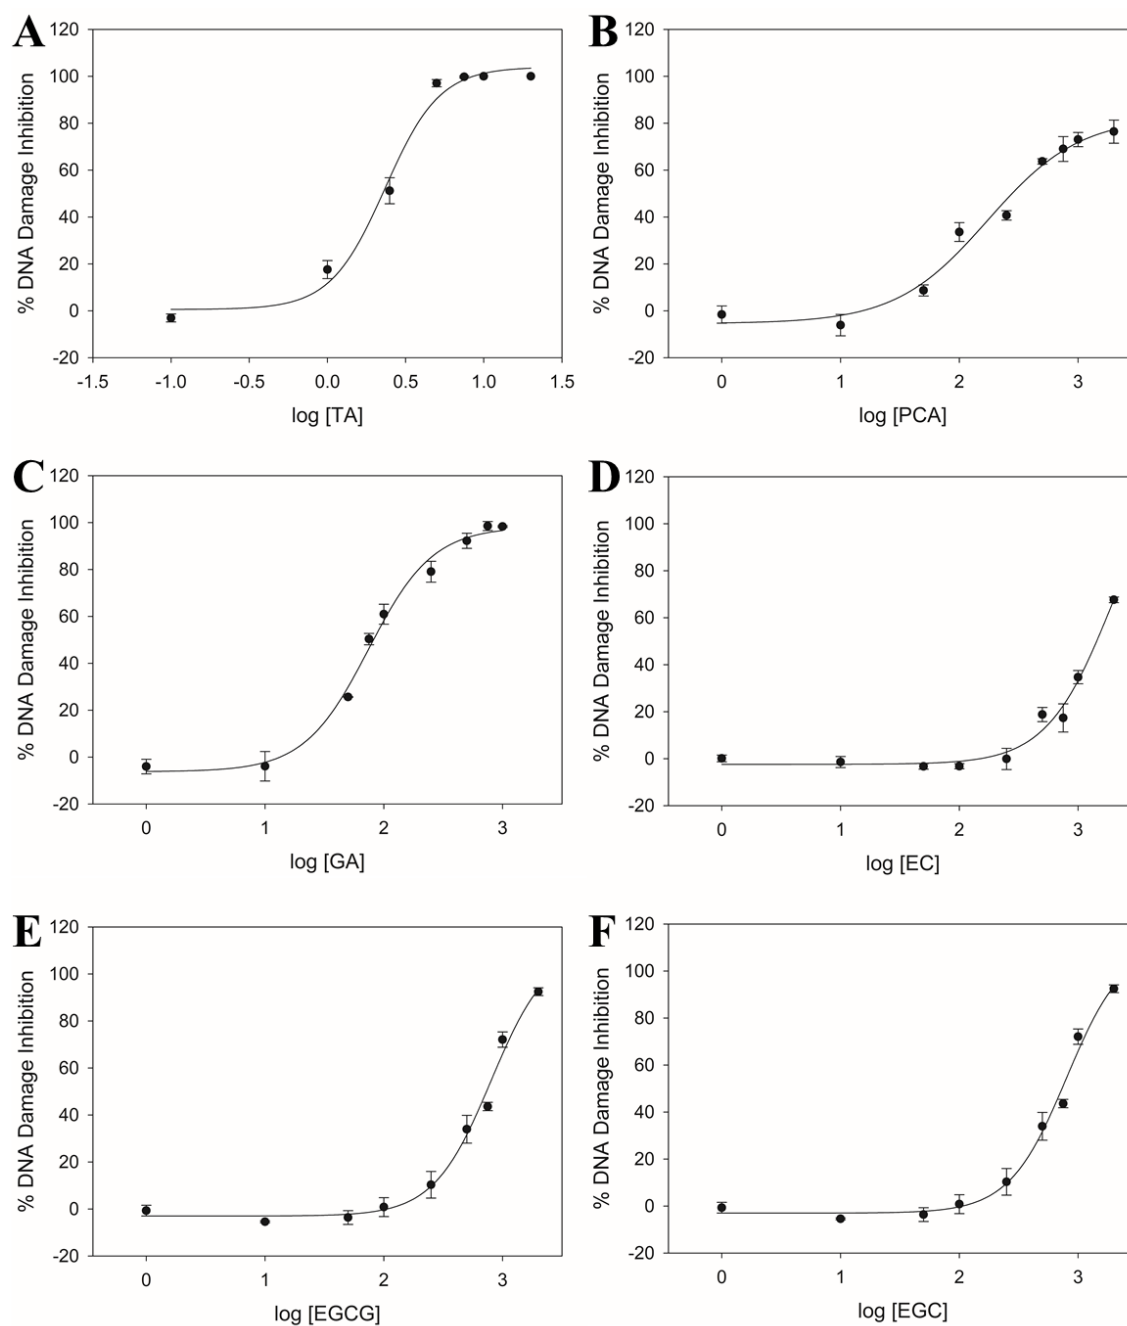 A
120
100
80
60
40
20
0
-20
% DNA Damage Inhibition
-1.5 -1.0 -0.5 0.0 0.5 1.0 1.5
log [TA]
B
120
100
80
60
40
20
0
-20
% DNA Damage Inhibition
0 1 2 3
log [PCA]
C
120
100
80
60
40
20
0
-20
% DNA Damage Inhibition
0 1 2 3
log [GA]
D
120
100
80
60
40
20
0
-20
% DNA Damage Inhibition
0 1 2 3
log [EC]
E
120
100
80
60
40
20
0
-20
% DNA Damage Inhibition
0 1 2 3
log [EGCG]
F
120
100
80
60
40
20
0
-20
% DNA Damage Inhibition
0 1 2 3
log [EGC]